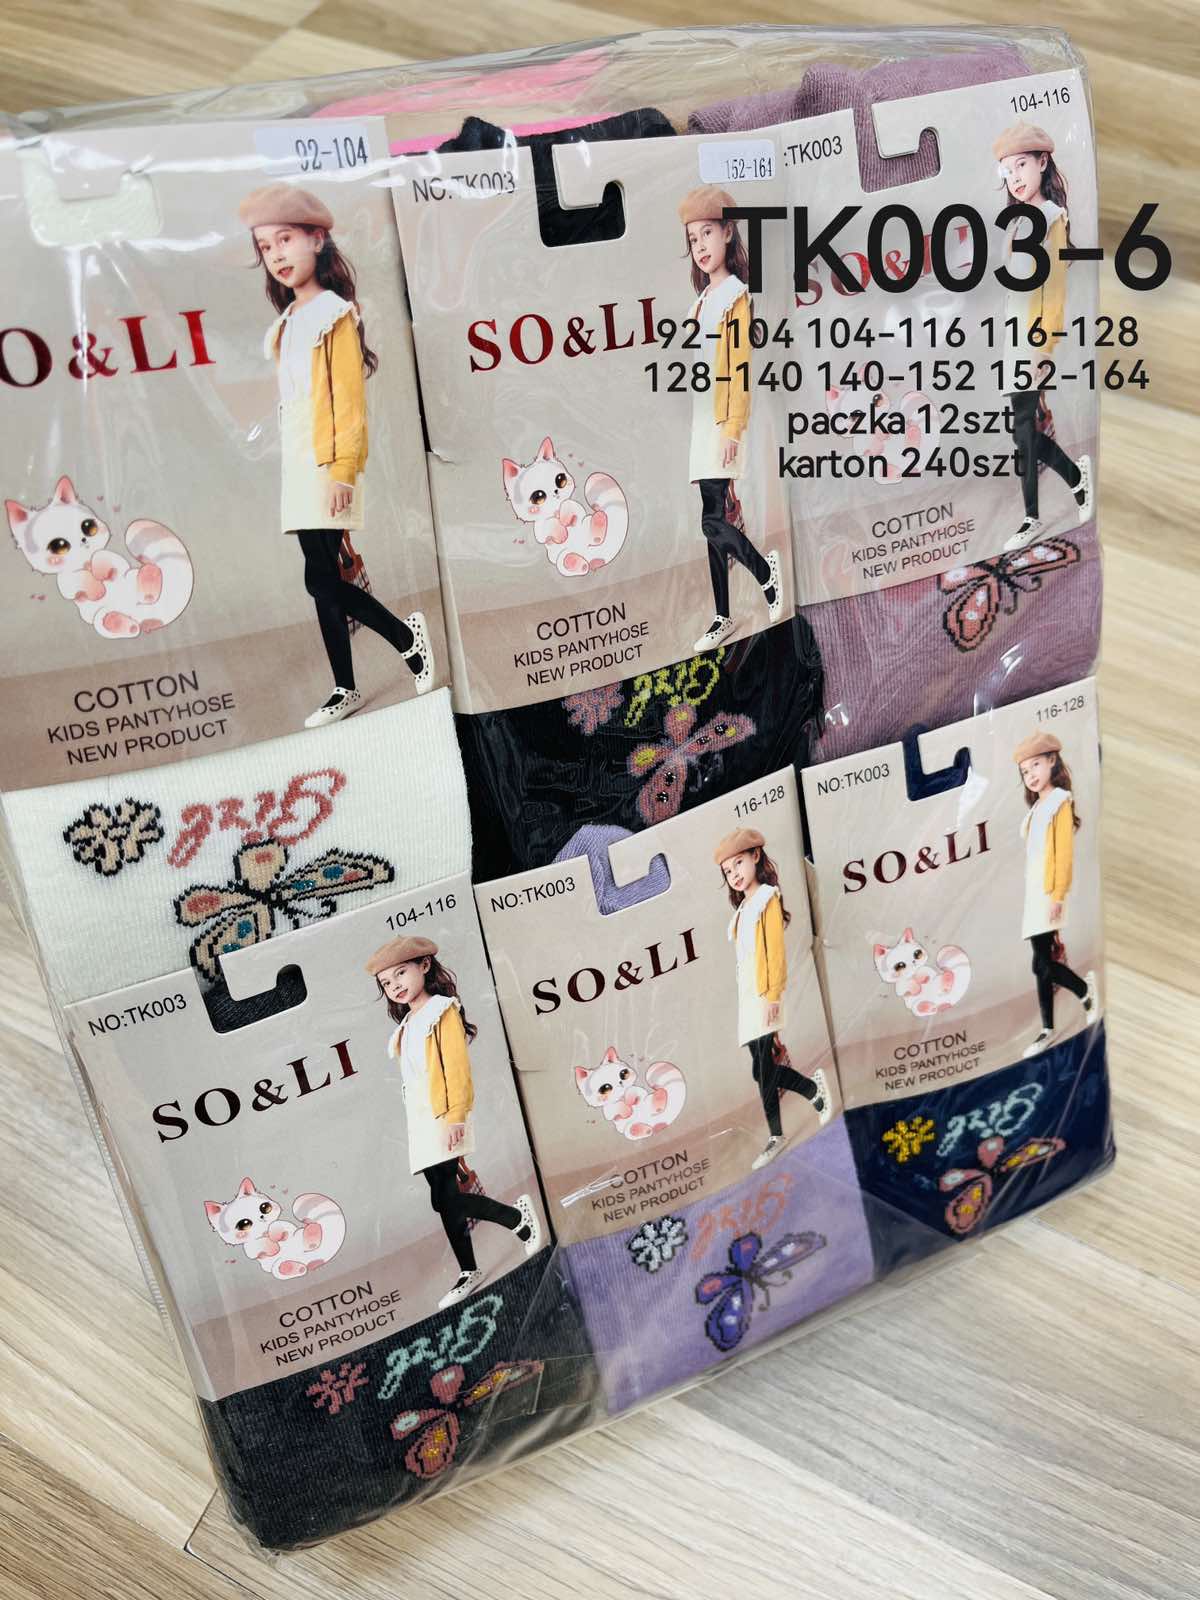 92-104
O&LI
COTTON
KIDS PANTYHOSE
NEW PRODUCT
152-164
NO:TK003
SO&LI
COTTON
KIDS PANTYHOSE
NEW PRODUCT
104-116
:TK003
SO&LI
COTTON
KIDS PANTYHOSE
NEW PRODUCT
TK003-6
92-104 104-116 116-128
128-140 140-152 152-164
paczka 12szt
karton 240szt
104-116
NO:TK003
SO&LI
COTTON
KIDS PANTYHOSE
NEW PRODUCT
116-128
NO:TK003
SO&LI
COTTON
KIDS PANTYHOSE
NEW PRODUCT
116-128
NO:TK003
SO&LI
COTTON
KIDS PANTYHOSE
NEW PRODUCT